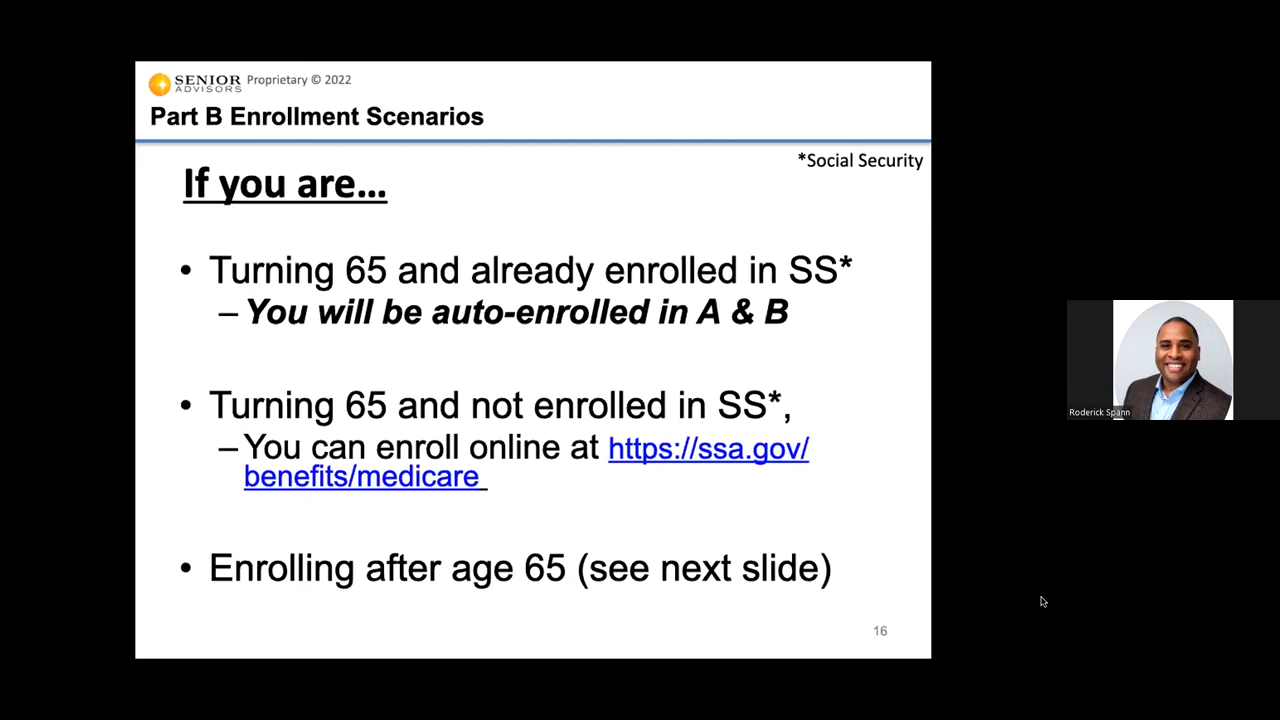 SENIOR
ADVISORS
Proprietary © 2022
Part B Enrollment Scenarios
*Social Security
If you are...
• Turning 65 and already enrolled in SS*
– You will be auto-enrolled in A & B
• Turning 65 and not enrolled in SS*,
– You can enroll online at https://ssa.gov/
benefits/medicare
• Enrolling after age 65 (see next slide)
16
Roderick Spann